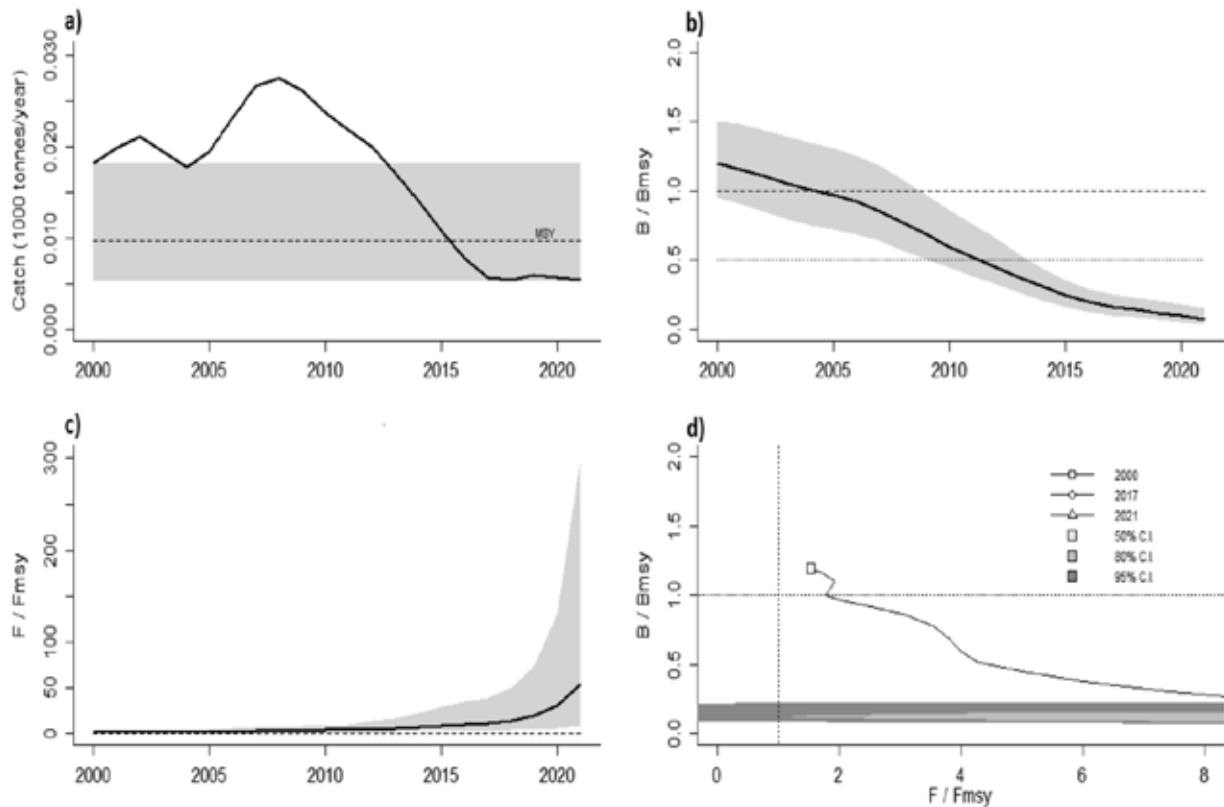 a)
Catch (1000 tonnes/year)
0.030
0.020
0.010
0.000
MSY
2000 2005 2010 2015 2020
b)
B / Bmsy
2.0
1.5
1.0
0.5
0.0
2000 2005 2010 2015 2020
c)
F / Fmsy
300
200
100
50
0
2000 2005 2010 2015 2020
d)
B / Bmsy
2.0
1.5
1.0
0.5
0.0
2000
2017
2021
50% C.I.
80% C.I.
95% C.I.
0 2 4 6 8
F / Fmsy